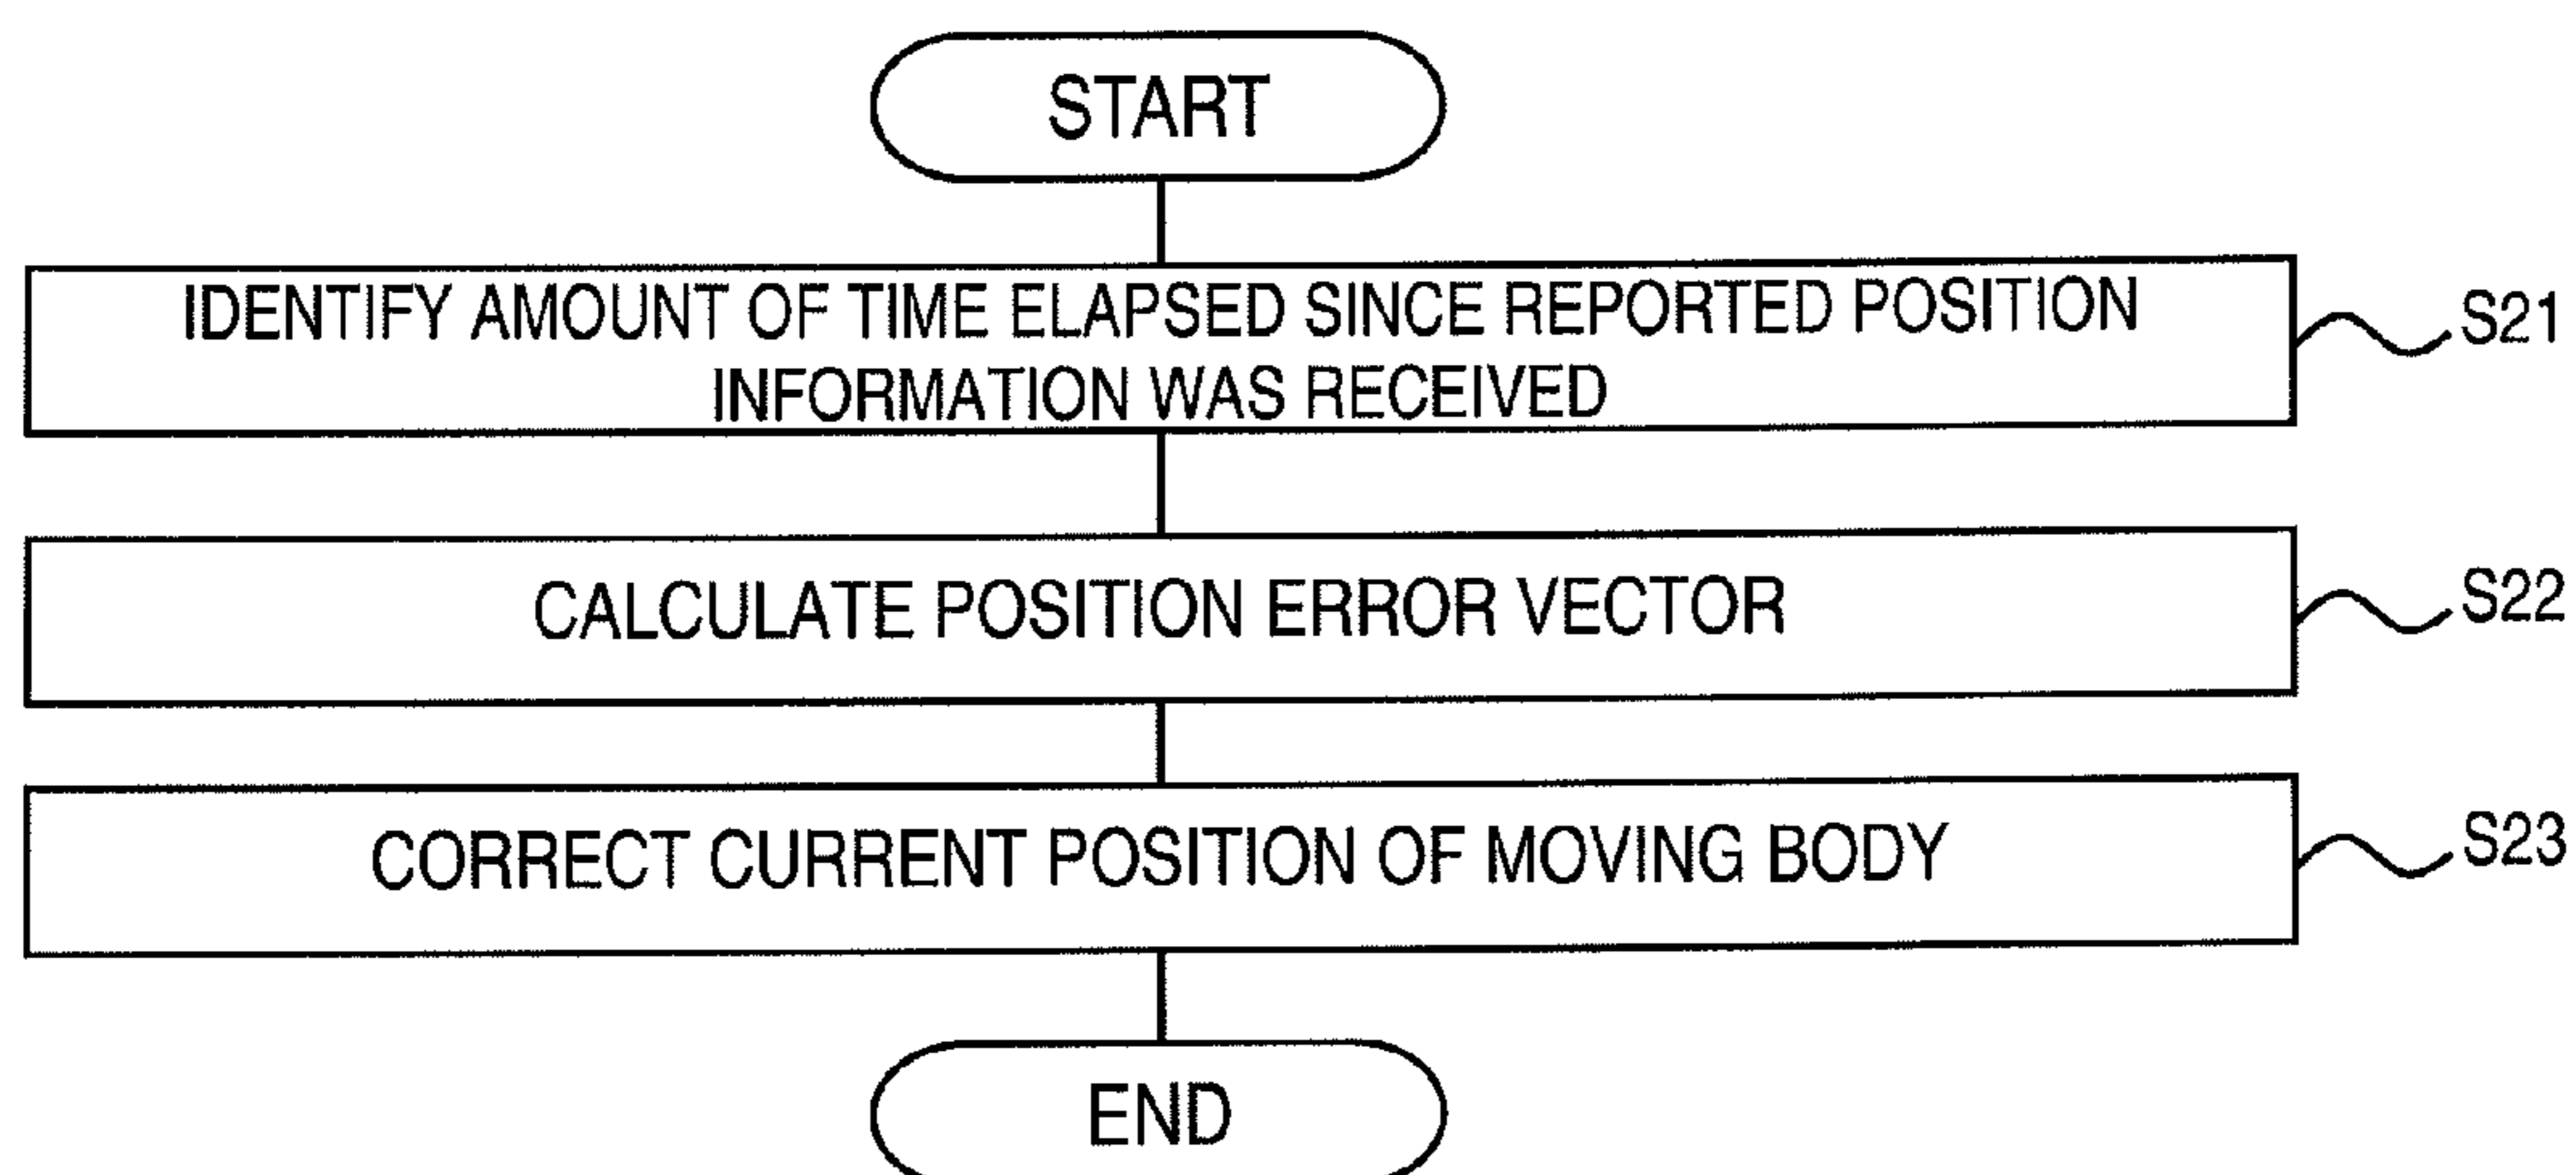 START
IDENTIFY AMOUNT OF TIME ELAPSED SINCE REPORTED POSITION
INFORMATION WAS RECEIVED
S21
CALCULATE POSITION ERROR VECTOR
S22
CORRECT CURRENT POSITION OF MOVING BODY
S23
END